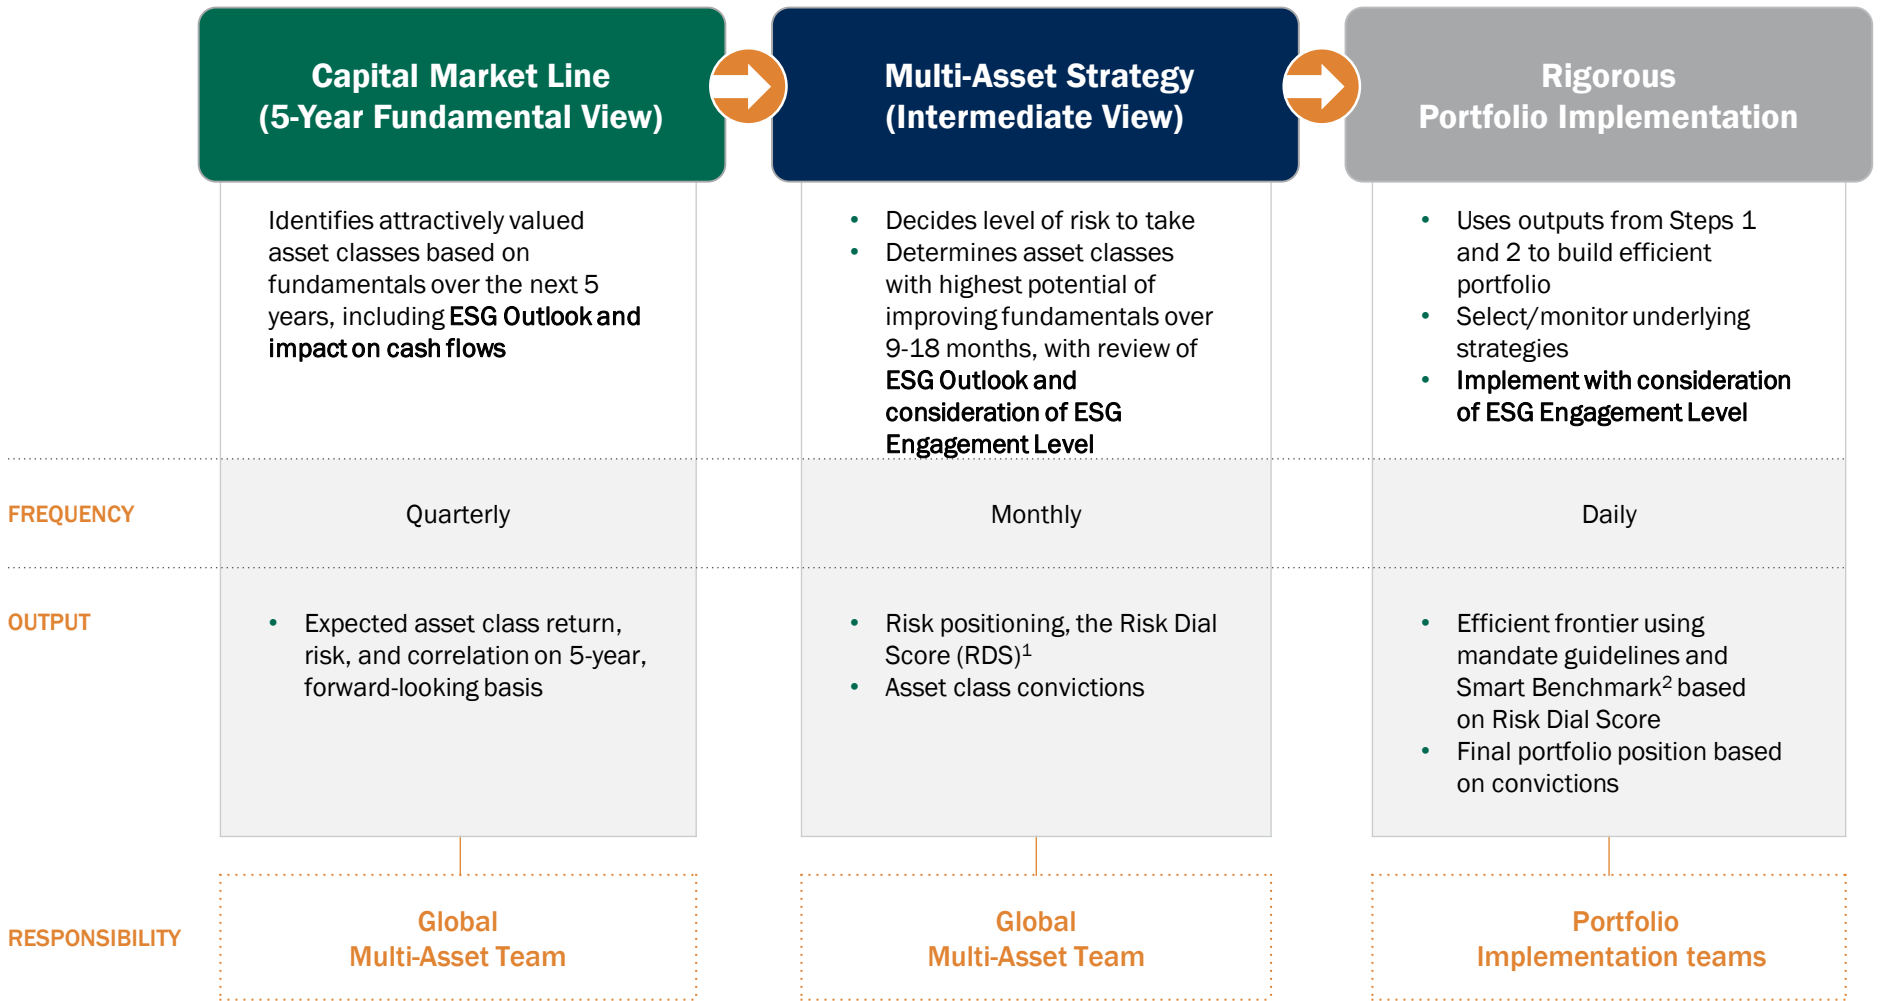 Capital Market Line
(5-Year Fundamental View)
Multi-Asset Strategy
(Intermediate View)
Rigorous
Portfolio Implementation
Identifies attractively valued
asset classes based on
fundamentals over the next 5
years, including ESG Outlook and
impact on cash flows
• Decides level of risk to take
• Determines asset classes
with highest potential of
improving fundamentals over
9-18 months, with review of
ESG Outlook and
consideration of ESG
Engagement Level
• Uses outputs from Steps 1
and 2 to build efficient
portfolio
• Select/monitor underlying
strategies
• Implement with consideration
of ESG Engagement Level
FREQUENCY
Quarterly
Monthly
Daily
OUTPUT
• Expected asset class return,
risk, and correlation on 5-year,
forward-looking basis
• Risk positioning, the Risk Dial
Score (RDS)¹
• Asset class convictions
• Efficient frontier using
mandate guidelines and
Smart Benchmark² based
on Risk Dial Score
• Final portfolio position based
on convictions
RESPONSIBILITY
Global
Multi-Asset Team
Global
Multi-Asset Team
Portfolio
Implementation teams